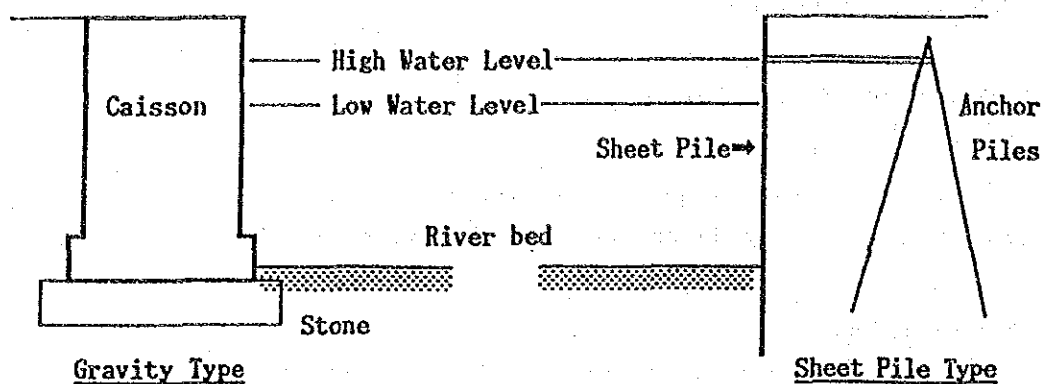 High Water Level
Caisson
Low Water Level
Anchor
Sheet Pile→
Piles
River bed
Stone
Gravity Type
Sheet Pile Type